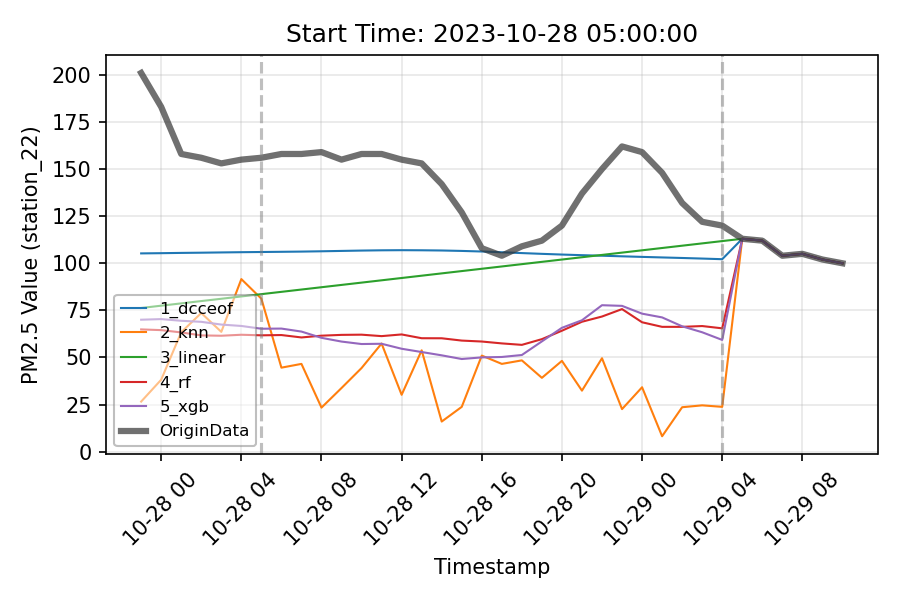 Start Time: 2023-10-28 05:00:00
PM2.5 Value (station_22)
200
175
150
125
100
75
50
25
0
1_dcceof
2_knn
3_linear
4_rf
5_xgb
OriginData
10-28 00
10-28 04
10-28 08
10-28 12
10-28 16
10-28 20
10-29 00
10-29 04
10-29 08
Timestamp